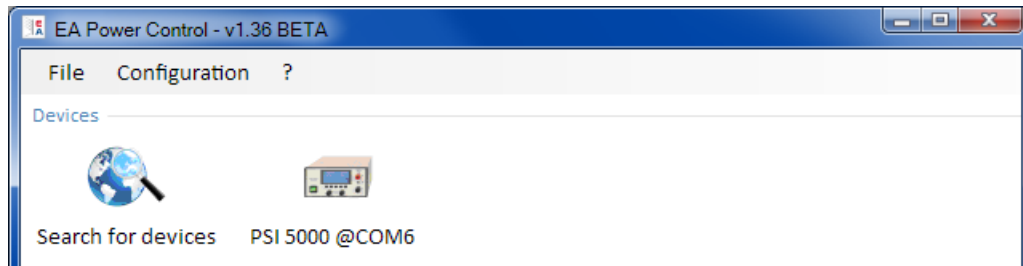 EA Power Control - v1.36 BETA
File Configuration ?
Devices
Search for devices PSI 5000 @COM6